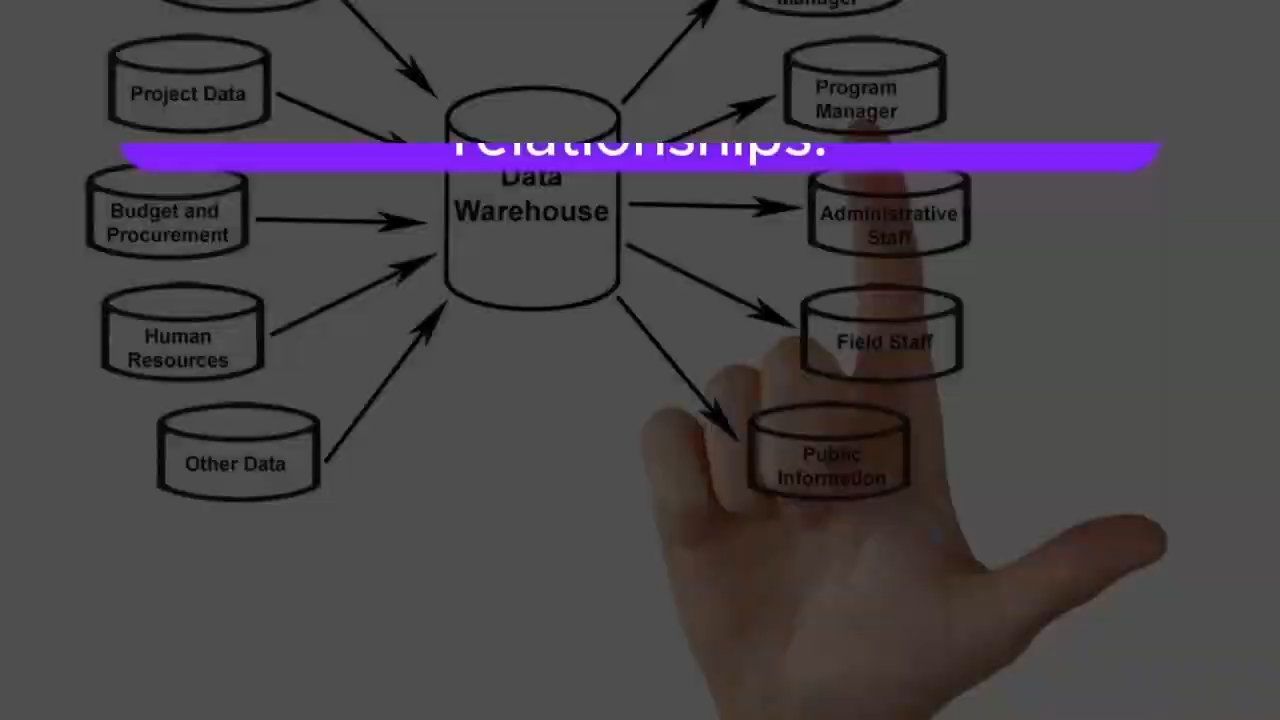 Manager
Project Data
Program
Manager
relationships.
Data
Warehouse
Budget and
Procurement
Administrative
Staff
Human
Resources
Field Staff
Other Data
Public
Information